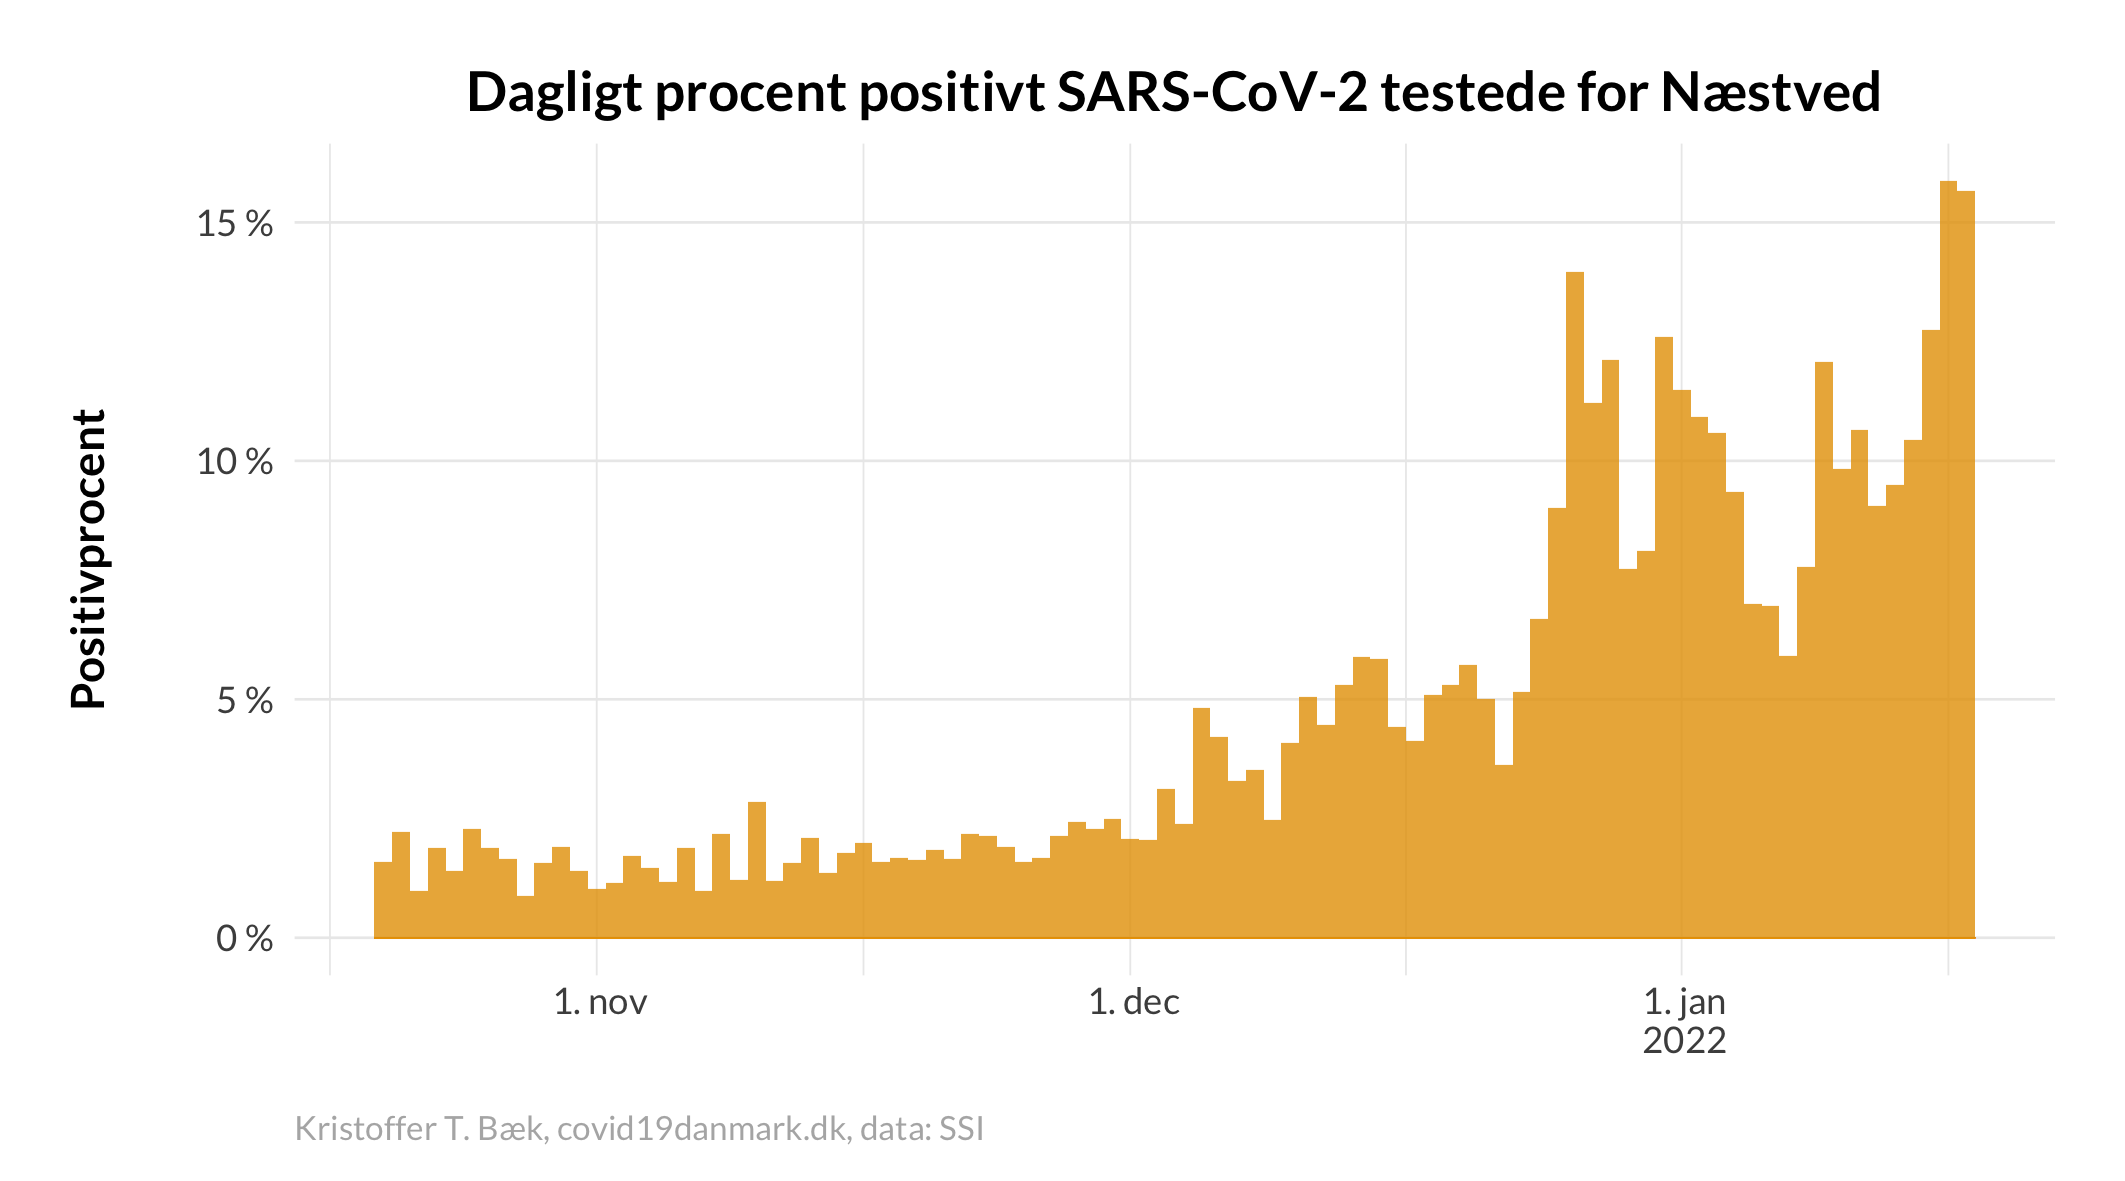 Dagligt procent positivt SARS-CoV-2 testede for Næstved
Positivprocent
15 %
10 %
5 %
0 %
1. nov
1. dec
1. jan
2022
Kristoffer T. Bæk, covid19danmark.dk, data: SSI